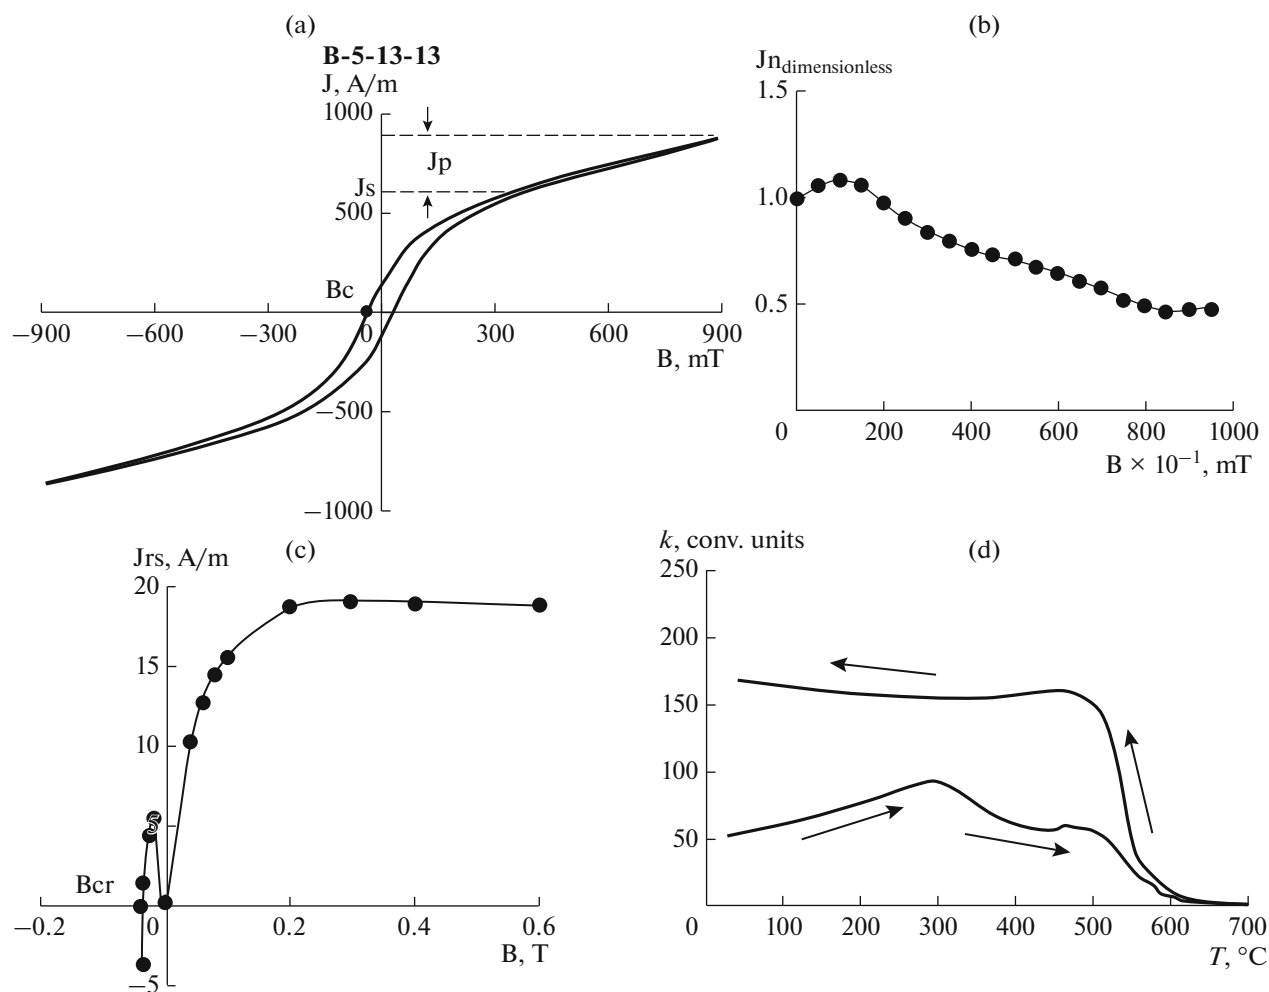 (a)
B-5-13-13
J, A/m
1000
Jp
Js
500
Bc
−900
−600
−300
0
300
600
900
B, mT
−500
−1000
(b)
Jn dimensionless
1.5
1.0
0.5
0
200
400
600
800
1000
B × 10⁻¹, mT
(c)
Jrs, A/m
20
15
10
5
Bcr
−0.2
0
0.2
0.4
0.6
B, T
−5
(d)
k, conv. units
250
200
150
100
50
0
100
200
300
400
500
600
700
T, °C